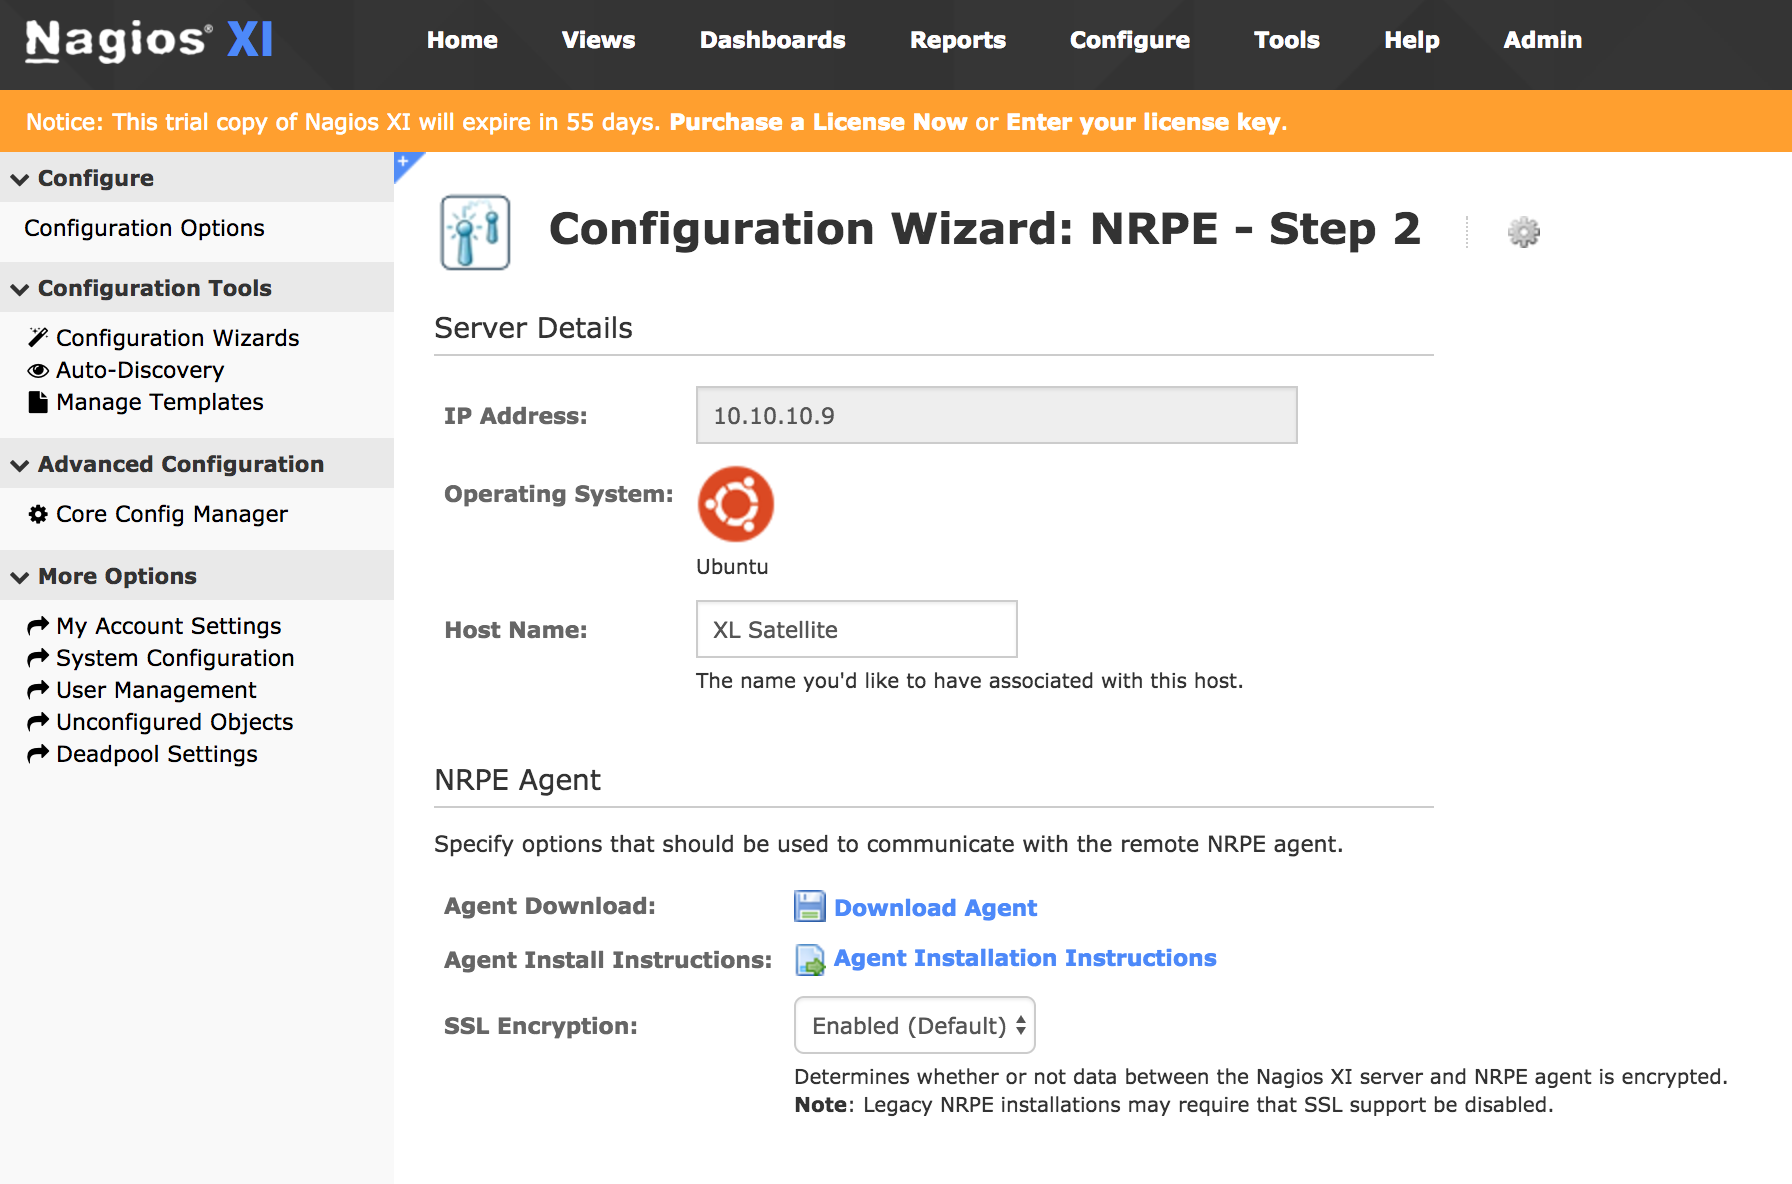 Nagios® XI
Home Views Dashboards Reports Configure Tools Help Admin
Notice: This trial copy of Nagios XI will expire in 55 days. Purchase a License Now or Enter your license key.
Configure
Configuration Options
Configuration Tools
Configuration Wizards
Auto-Discovery
Manage Templates
Advanced Configuration
Core Config Manager
More Options
My Account Settings
System Configuration
User Management
Unconfigured Objects
Deadpool Settings
Configuration Wizard: NRPE - Step 2
Server Details
IP Address: 10.10.10.9
Operating System:
Ubuntu
Host Name: XL Satellite
The name you'd like to have associated with this host.
NRPE Agent
Specify options that should be used to communicate with the remote NRPE agent.
Agent Download: Download Agent
Agent Install Instructions: Agent Installation Instructions
SSL Encryption: Enabled (Default)
Determines whether or not data between the Nagios XI server and NRPE agent is encrypted.
Note: Legacy NRPE installations may require that SSL support be disabled.